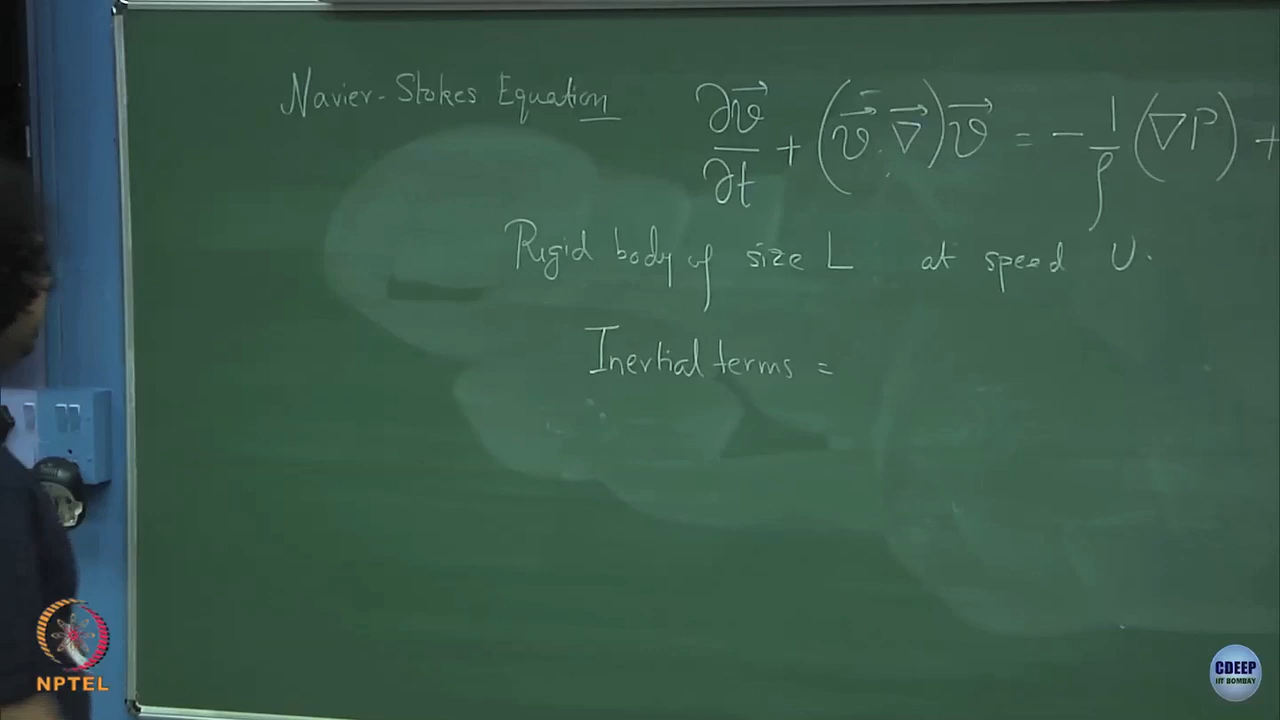 Navier-Stokes Equation ∂v⃗/∂t + (v⃗.∇⃗)v⃗ = -1/ρ (∇P) +
Rigid body of size L at speed U.
Inertial terms =
NPTEL
CDEEP
IIT BOMBAY